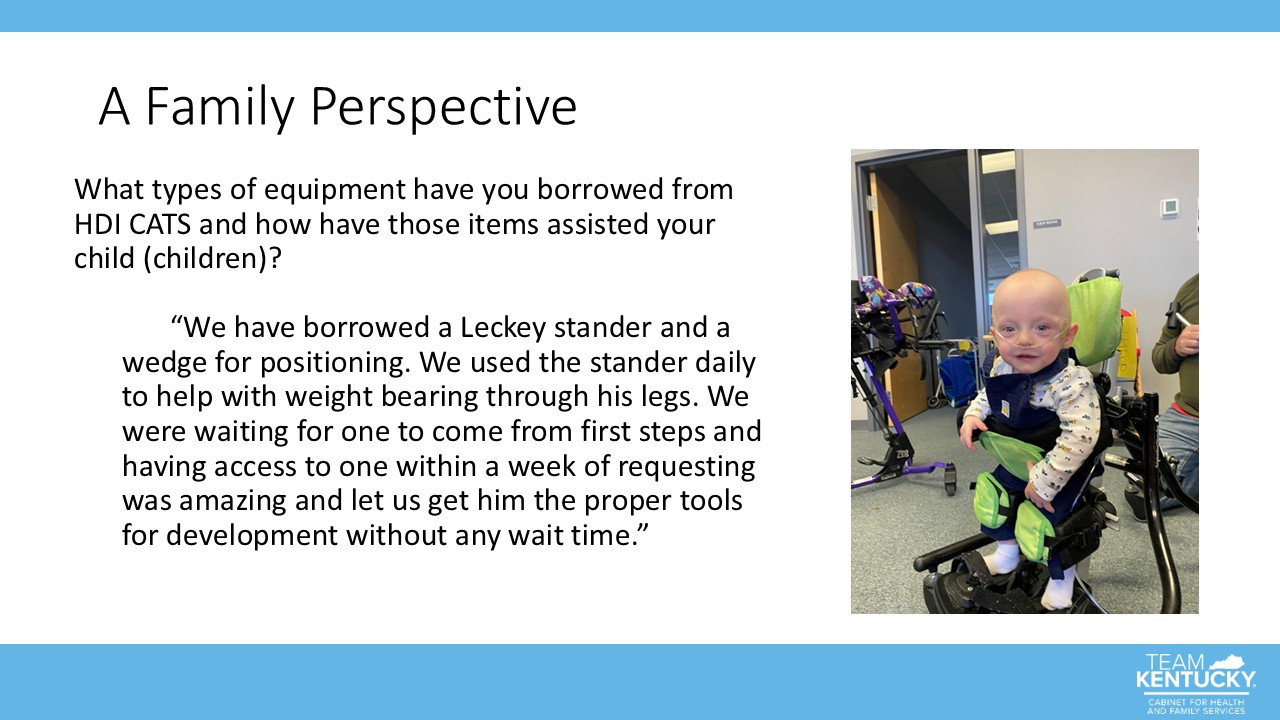 A Family Perspective
What types of equipment have you borrowed from
HDI CATS and how have those items assisted your
child (children)?
“We have borrowed a Leckey stander and a
wedge for positioning. We used the stander daily
to help with weight bearing through his legs. We
were waiting for one to come from first steps and
having access to one within a week of requesting
was amazing and let us get him the proper tools
for development without any wait time.”
TEAM
KENTUCKY.
CABINET FOR HEALTH
AND FAMILY SERVICES